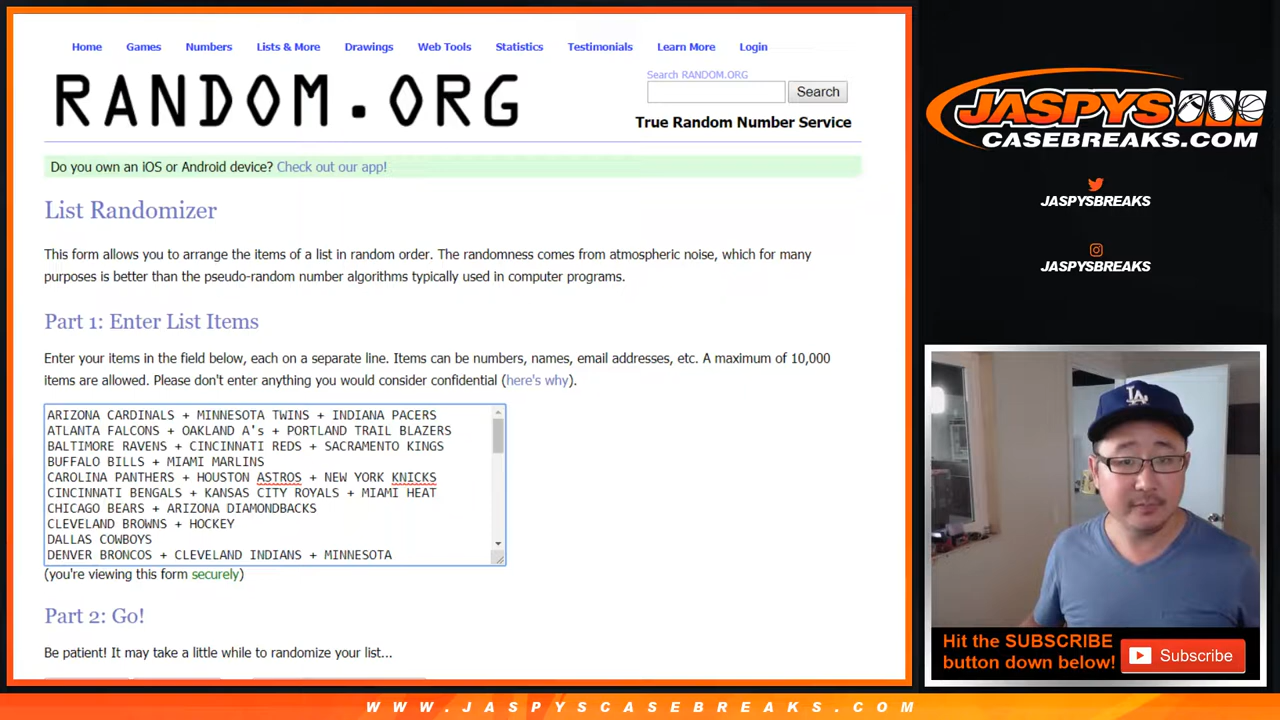 Home Games Numbers Lists & More Drawings Web Tools Statistics Testimonials Learn More Login
RANDOM.ORG
Search RANDOM.ORG
Search
True Random Number Service
Do you own an iOS or Android device? Check out our app!
List Randomizer
This form allows you to arrange the items of a list in random order. The randomness comes from atmospheric noise, which for many
purposes is better than the pseudo-random number algorithms typically used in computer programs.
Part 1: Enter List Items
Enter your items in the field below, each on a separate line. Items can be numbers, names, email addresses, etc. A maximum of 10,000
items are allowed. Please don't enter anything you would consider confidential (here's why).
ARIZONA CARDINALS + MINNESOTA TWINS + INDIANA PACERS
ATLANTA FALCONS + OAKLAND A's + PORTLAND TRAIL BLAZERS
BALTIMORE RAVENS + CINCINNATI REDS + SACRAMENTO KINGS
BUFFALO BILLS + MIAMI MARLINS
CAROLINA PANTHERS + HOUSTON ASTROS + NEW YORK KNICKS
CINCINNATI BENGALS + KANSAS CITY ROYALS + MIAMI HEAT
CHICAGO BEARS + ARIZONA DIAMONDBACKS
CLEVELAND BROWNS + HOCKEY
DALLAS COWBOYS
DENVER BRONCOS + CLEVELAND INDIANS + MINNESOTA
(you're viewing this form securely)
Part 2: Go!
Be patient! It may take a little while to randomize your list...
JASPYS
CASEBREAKS.COM
JASPYSBREAKS
JASPYSBREAKS
LA
Hit the SUBSCRIBE
button down below!
Subscribe
WWW.JASPYSCASEBREAKS.COM